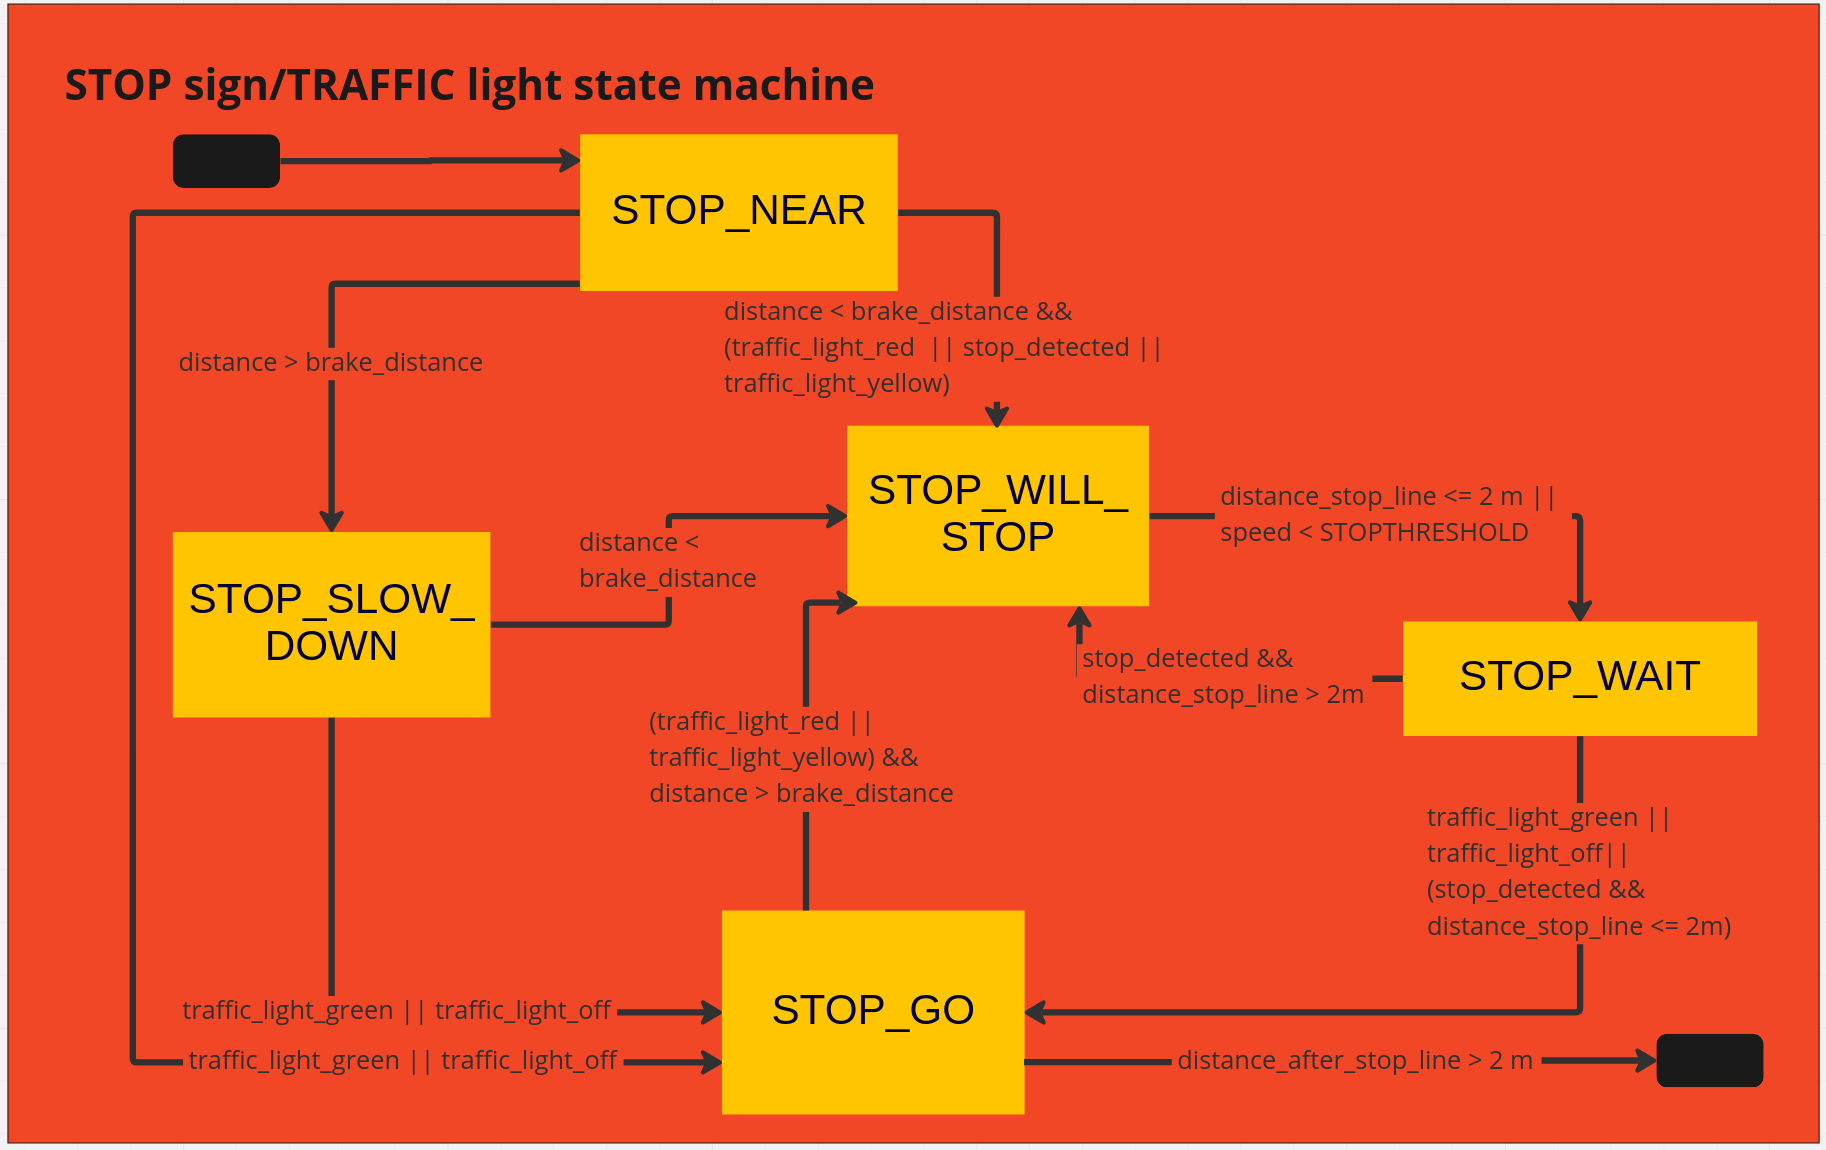 STOP sign/TRAFFIC light state machine
STOP_NEAR
distance < brake_distance &&
(traffic_light_red || stop_detected ||
traffic_light_yellow)
distance > brake_distance
STOP_WILL_
STOP
distance_stop_line <= 2 m ||
speed < STOPTHRESHOLD
distance <
brake_distance
STOP_SLOW_
DOWN
stop_detected &&
distance_stop_line > 2m
STOP_WAIT
(traffic_light_red ||
traffic_light_yellow) &&
distance > brake_distance
traffic_light_green ||
traffic_light_off||
(stop_detected &&
distance_stop_line <= 2m)
traffic_light_green || traffic_light_off
STOP_GO
traffic_light_green || traffic_light_off
distance_after_stop_line > 2 m